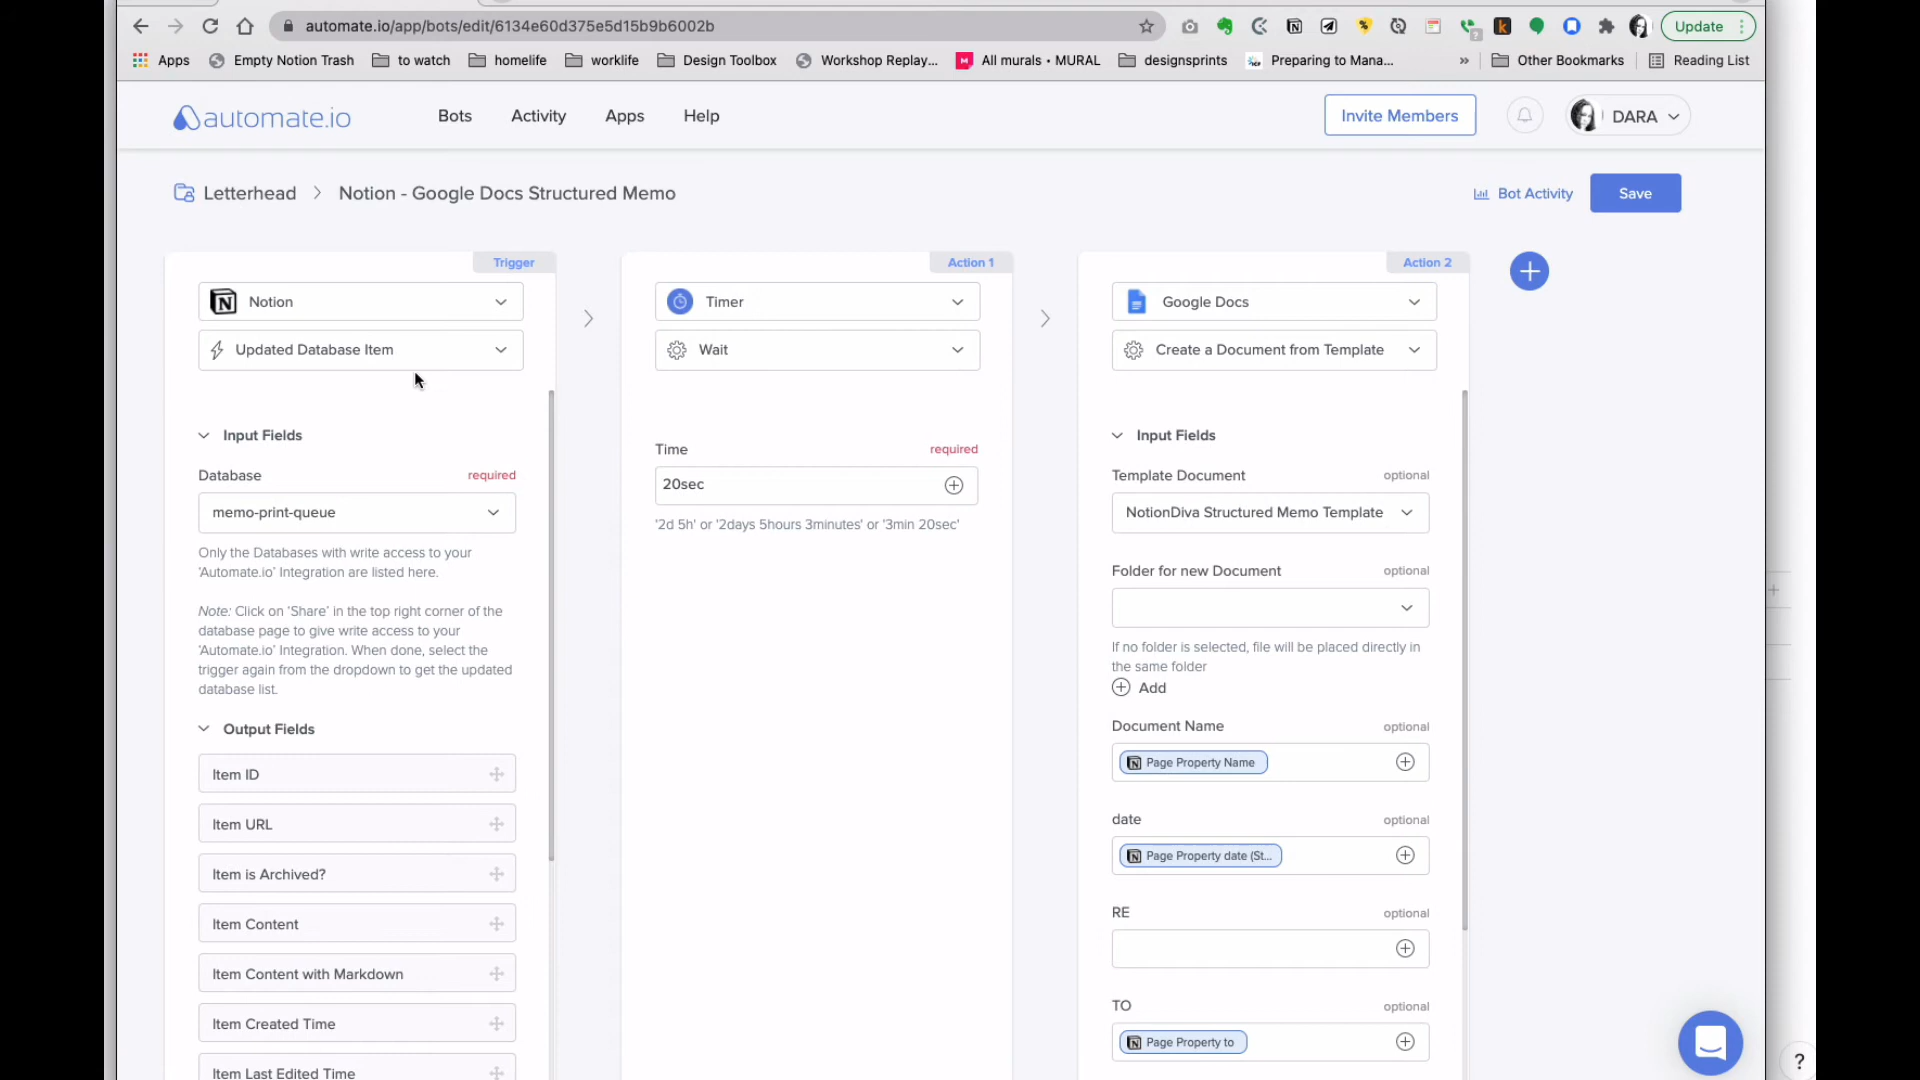 automate.io/app/bots/edit/6134e60d375e5d15b9b6002b
Update
Apps
Empty Notion Trash
to watch
homelife
worklife
Design Toolbox
Workshop Replay...
All murals • MURAL
designsprints
Preparing to Mana...
»
Other Bookmarks
Reading List
automate.io
Bots
Activity
Apps
Help
Invite Members
DARA
Letterhead > Notion - Google Docs Structured Memo
Bot Activity
Save
Trigger
Notion
Updated Database Item
Input Fields
Database required
memo-print-queue
Only the Databases with write access to your
'Automate.io' Integration are listed here.
Note: Click on 'Share' in the top right corner of the
database page to give write access to your
'Automate.io' Integration. When done, select the
trigger again from the dropdown to get the updated
database list.
Output Fields
Item ID
Item URL
Item is Archived?
Item Content
Item Content with Markdown
Item Created Time
Item Last Edited Time
Action 1
Timer
Wait
Time required
20sec
'2d 5h' or '2days 5hours 3minutes' or '3min 20sec'
Action 2
Google Docs
Create a Document from Template
Input Fields
Template Document optional
NotionDiva Structured Memo Template
Folder for new Document optional
If no folder is selected, file will be placed directly in
the same folder
Add
Document Name optional
Page Property Name
date optional
Page Property date (St...
RE optional
TO optional
Page Property to
?